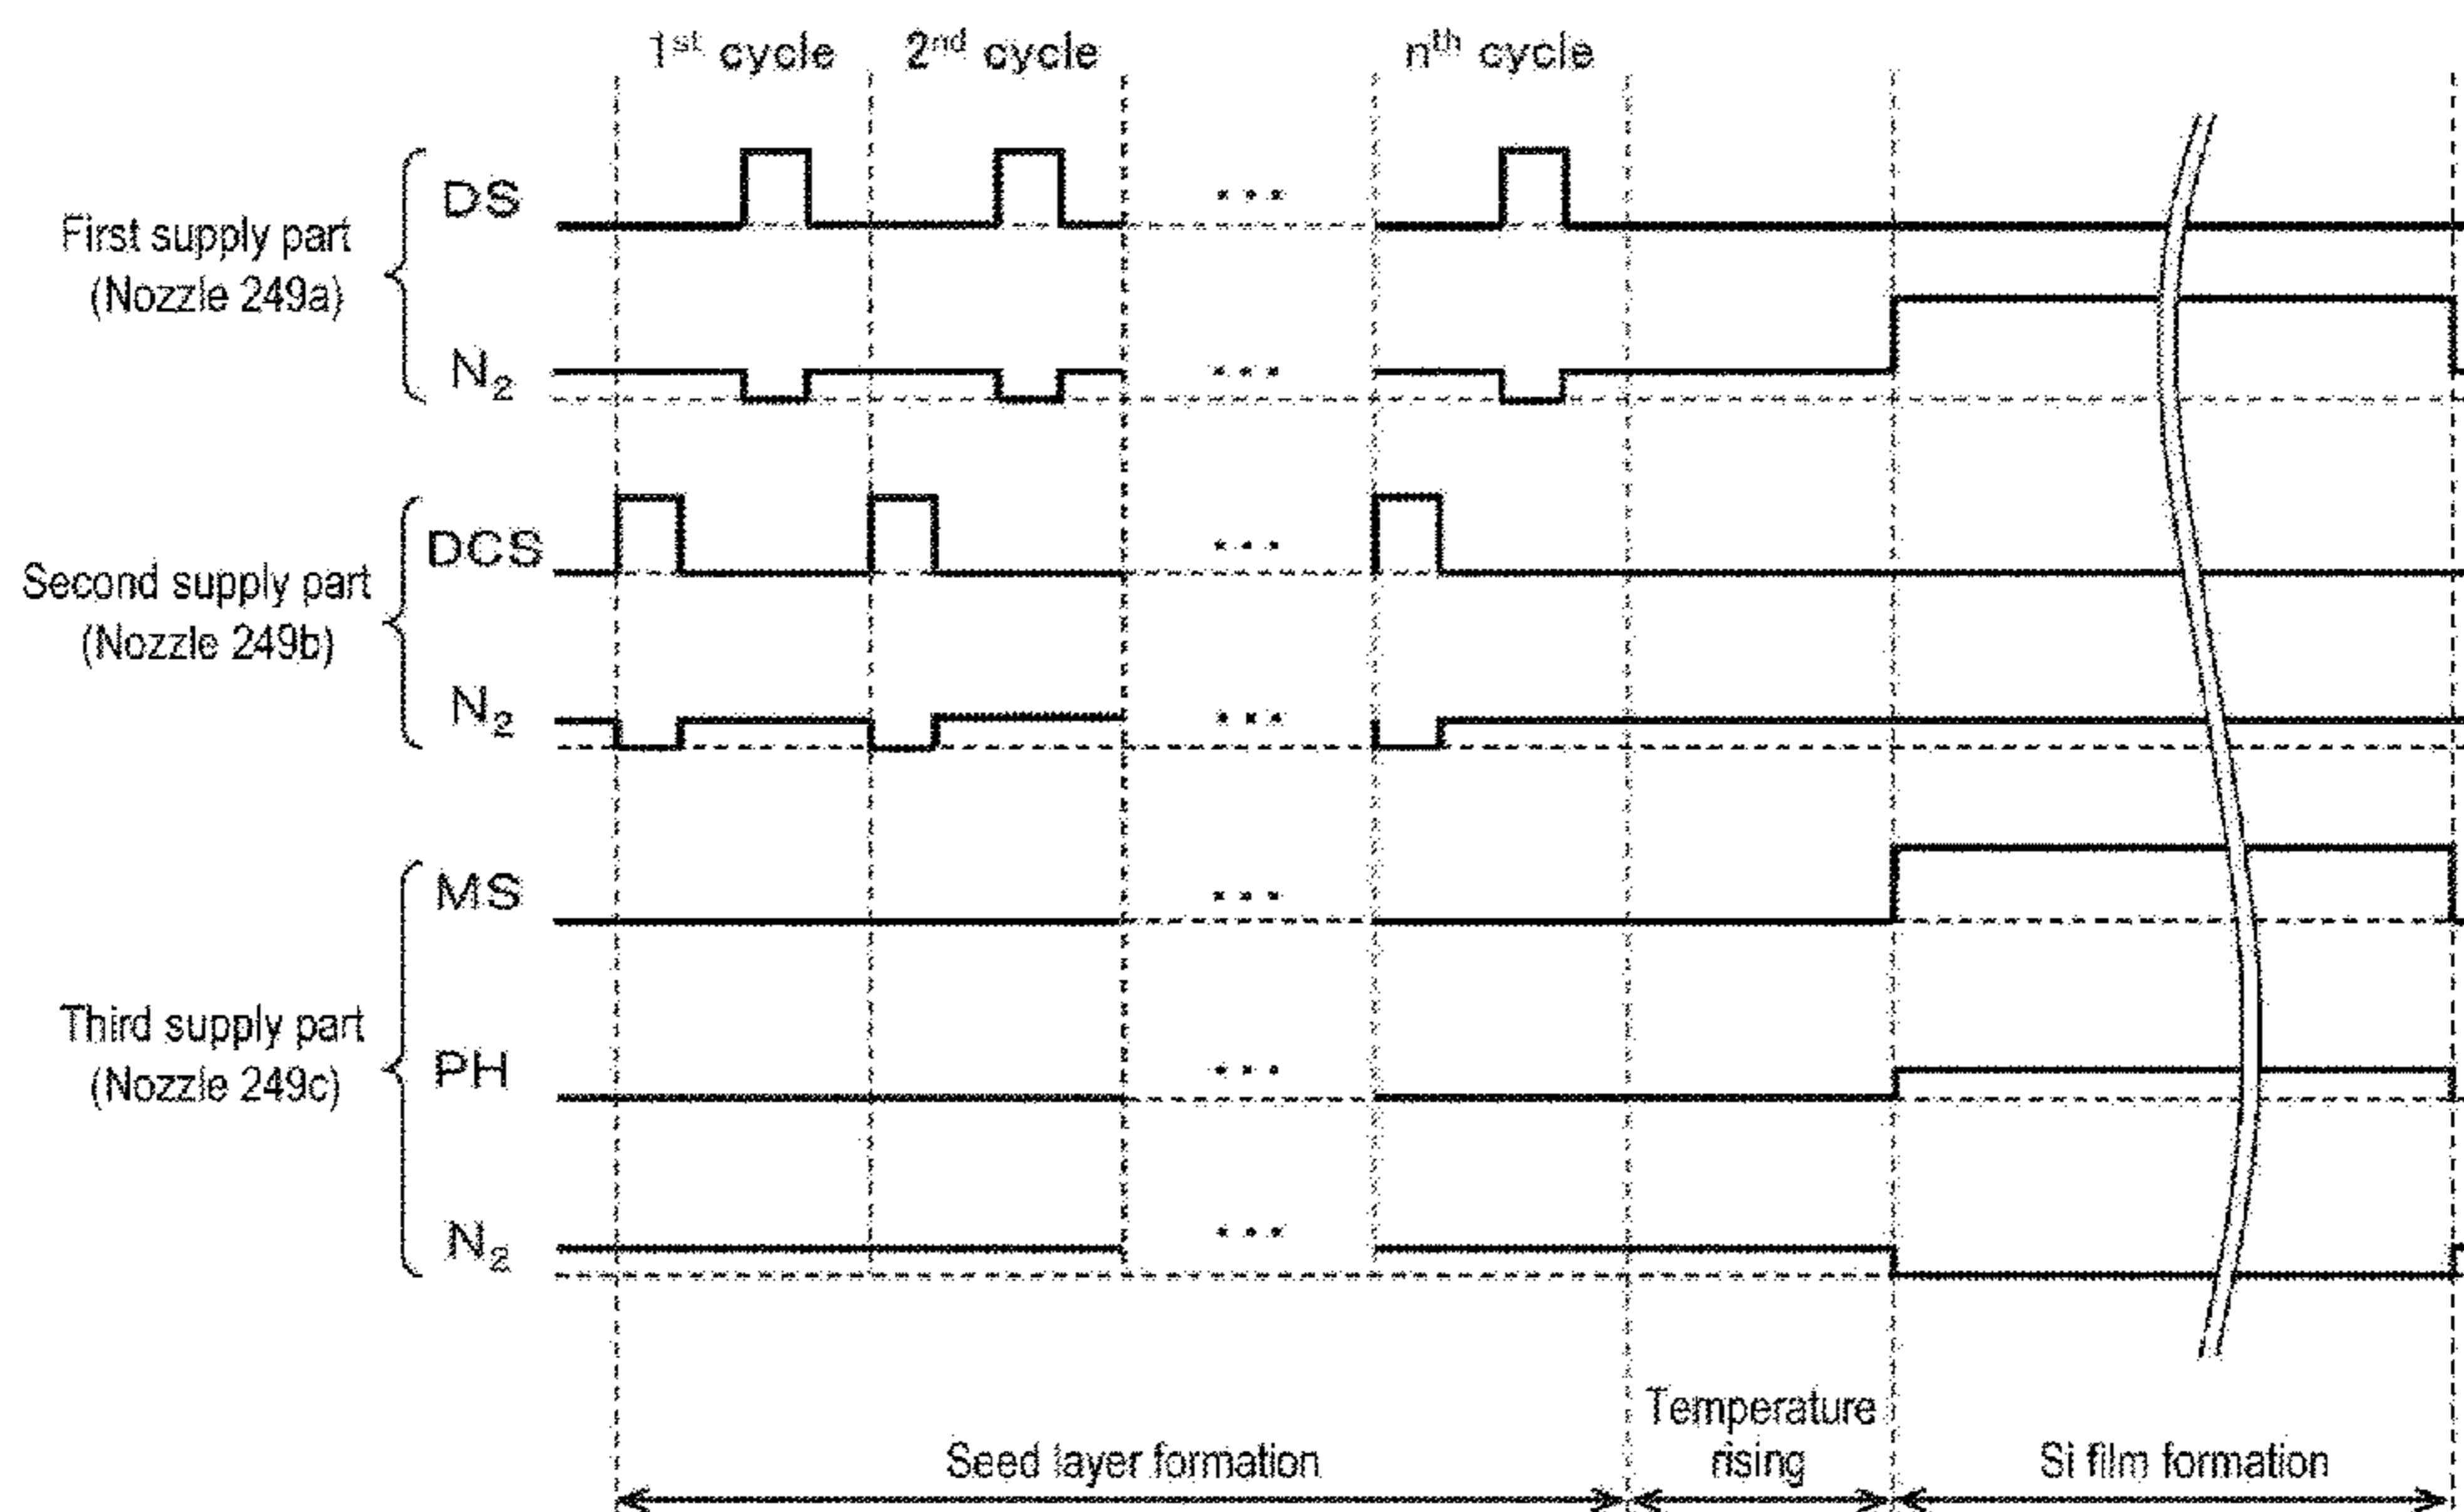 1st cycle 2nd cycle nth cycle
First supply part
(Nozzle 249a)
DS
...
N2
...
Second supply part
(Nozzle 249b)
DCS
...
N2
...
Third supply part
(Nozzle 249c)
MS
...
PH
...
N2
...
Seed layer formation
Temperature
rising
Si film formation